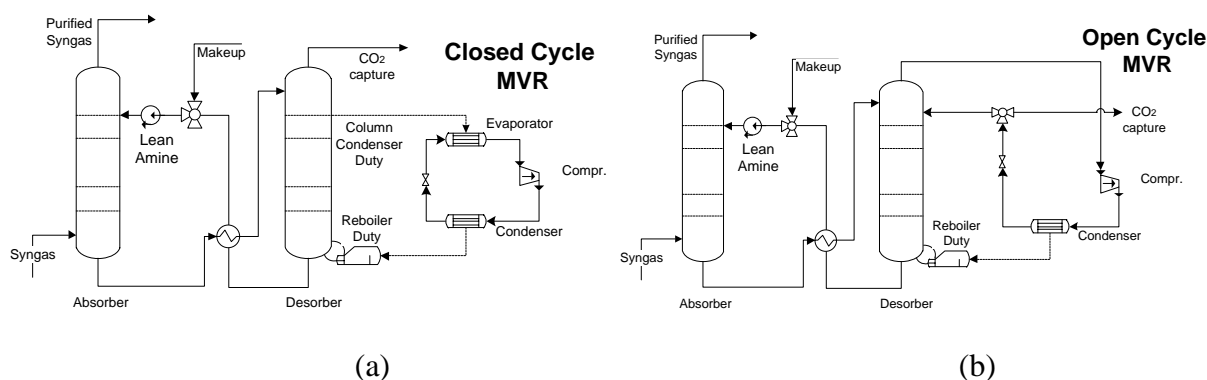 Purified
Syngas
Makeup
Lean
Amine
Syngas
Absorber
CO2
capture
Column
Condenser
Duty
Reboiler
Duty
Desorber
Closed Cycle
MVR
Evaporator
Compr.
Condenser
(a)
Purified
Syngas
Makeup
Lean
Amine
Syngas
Absorber
Open Cycle
MVR
CO2
capture
Compr.
Reboiler
Duty
Condenser
Desorber
(b)